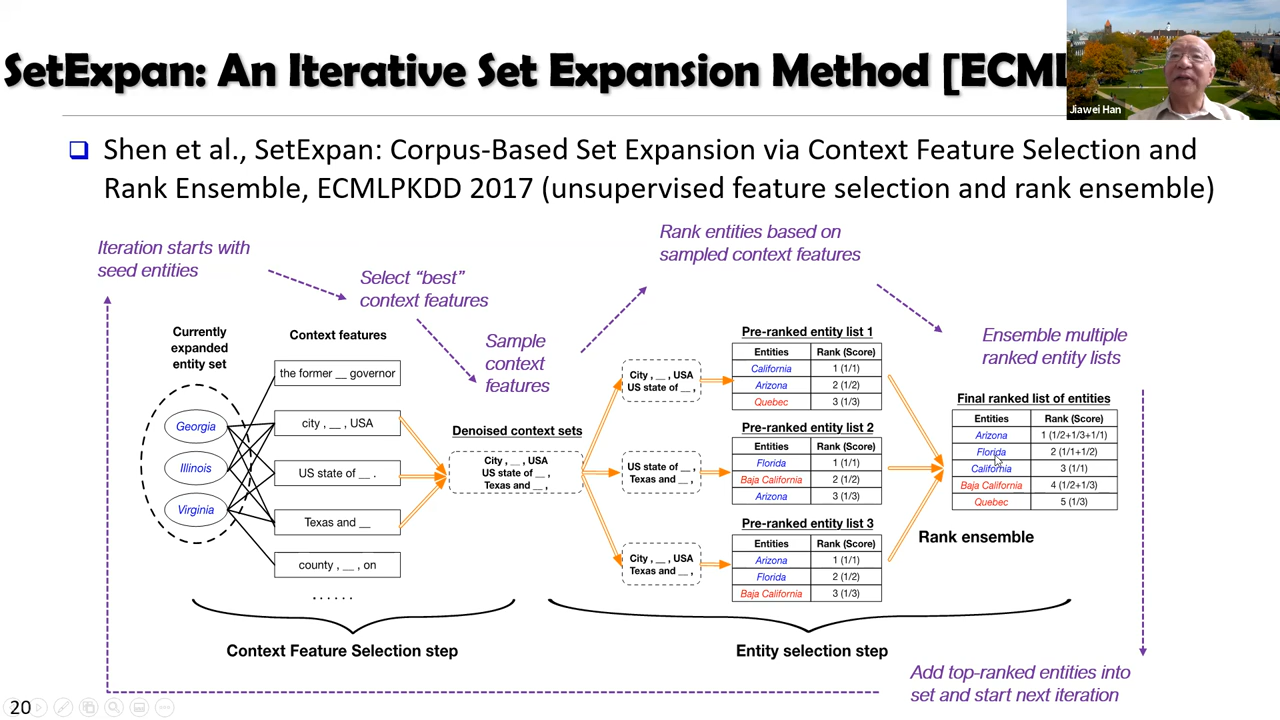 SetExpan: An Iterative Set Expansion Method [ECML
Jiawei Han
Shen et al., SetExpan: Corpus-Based Set Expansion via Context Feature Selection and
Rank Ensemble, ECMLPKDD 2017 (unsupervised feature selection and rank ensemble)
Iteration starts with
seed entities
Select “best”
context features
Sample
context
features
Rank entities based on
sampled context features
Ensemble multiple
ranked entity lists
Currently
expanded
entity set
Georgia
Illinois
Virginia
Context features
the former __ governor
city , __ , USA
US state of __ .
Texas and __
county , __ , on
......
Denoised context sets
City , __ , USA
US state of __ ,
Texas and __ ,
City , __ , USA
US state of __ ,
US state of __ ,
Texas and __ ,
City , __ , USA
Texas and __ ,
Pre-ranked entity list 1
Entities Rank (Score)
California 1 (1/1)
Arizona 2 (1/2)
Quebec 3 (1/3)
Pre-ranked entity list 2
Entities Rank (Score)
Florida 1 (1/1)
Baja California 2 (1/2)
Arizona 3 (1/3)
Pre-ranked entity list 3
Entities Rank (Score)
Arizona 1 (1/1)
Florida 2 (1/2)
Baja California 3 (1/3)
Final ranked list of entities
Entities Rank (Score)
Arizona 1 (1/2+1/3+1/1)
Florida 2 (1/1+1/2)
California 3 (1/1)
Baja California 4 (1/2+1/3)
Quebec 5 (1/3)
Rank ensemble
Context Feature Selection step
Entity selection step
Add top-ranked entities into
set and start next iteration
20